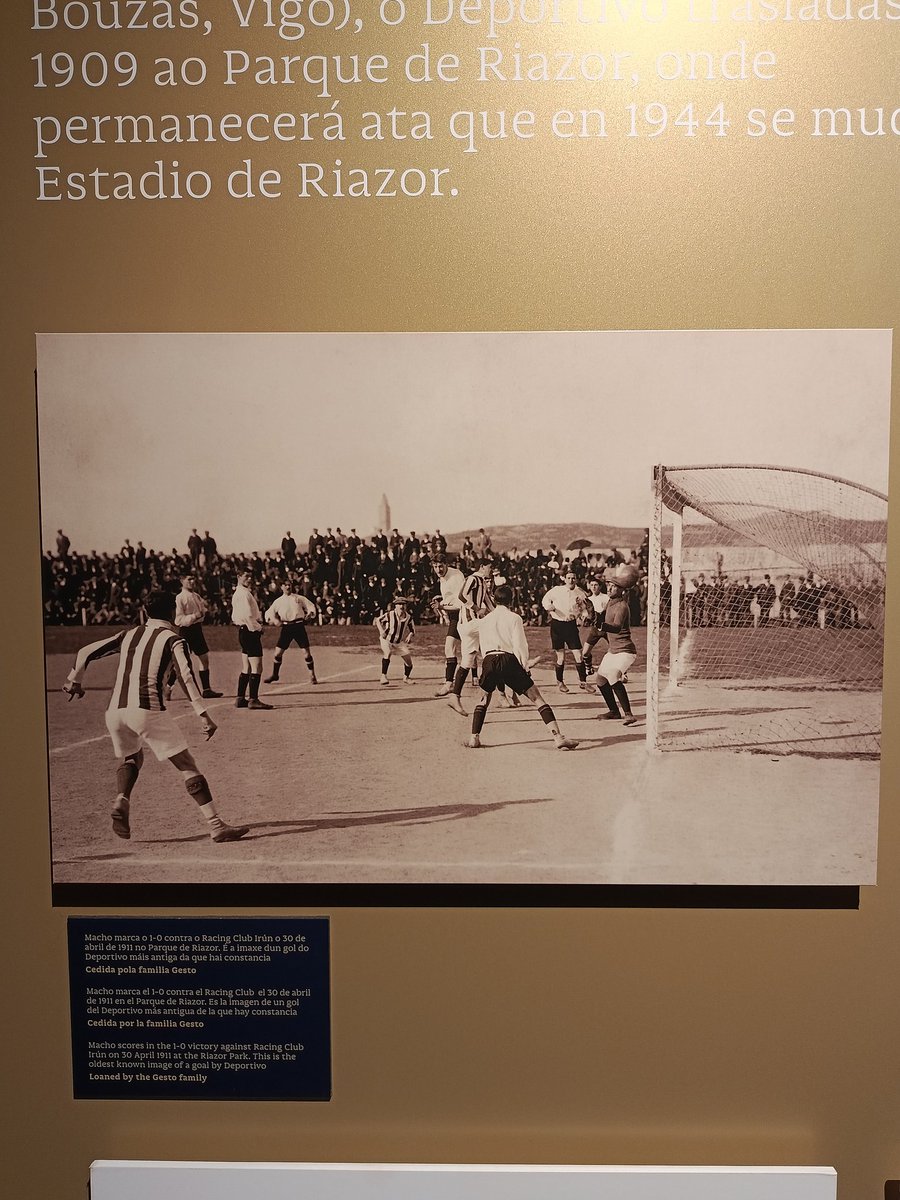 Bouzas, Vigo), o Deportivo trasladas
1909 ao Parque de Riazor, onde
permanecerá ata que en 1944 se
Estadio de Riazor.
Macho marca o 1-0 contra o Racing Club Irún o 30 de
abril de 1911 no Parque de Riazor. É a imaxe dun gol do
Deportivo máis antiga da que hai constancia
Cedida pola familia Gesto
Macho marca el 1-0 contra el Racing Club el 30 de abril
de 1911 en el Parque de Riazor. Es la imagen de un gol
del Deportivo más antigua de la que hay constancia
Cedida por la familia Gesto
Macho scores in the 1-0 victory against Racing Club
Irún on 30 April 1911 at the Riazor Park. This is the
oldest known image of a goal by Deportivo
Loaned by the Gesto family